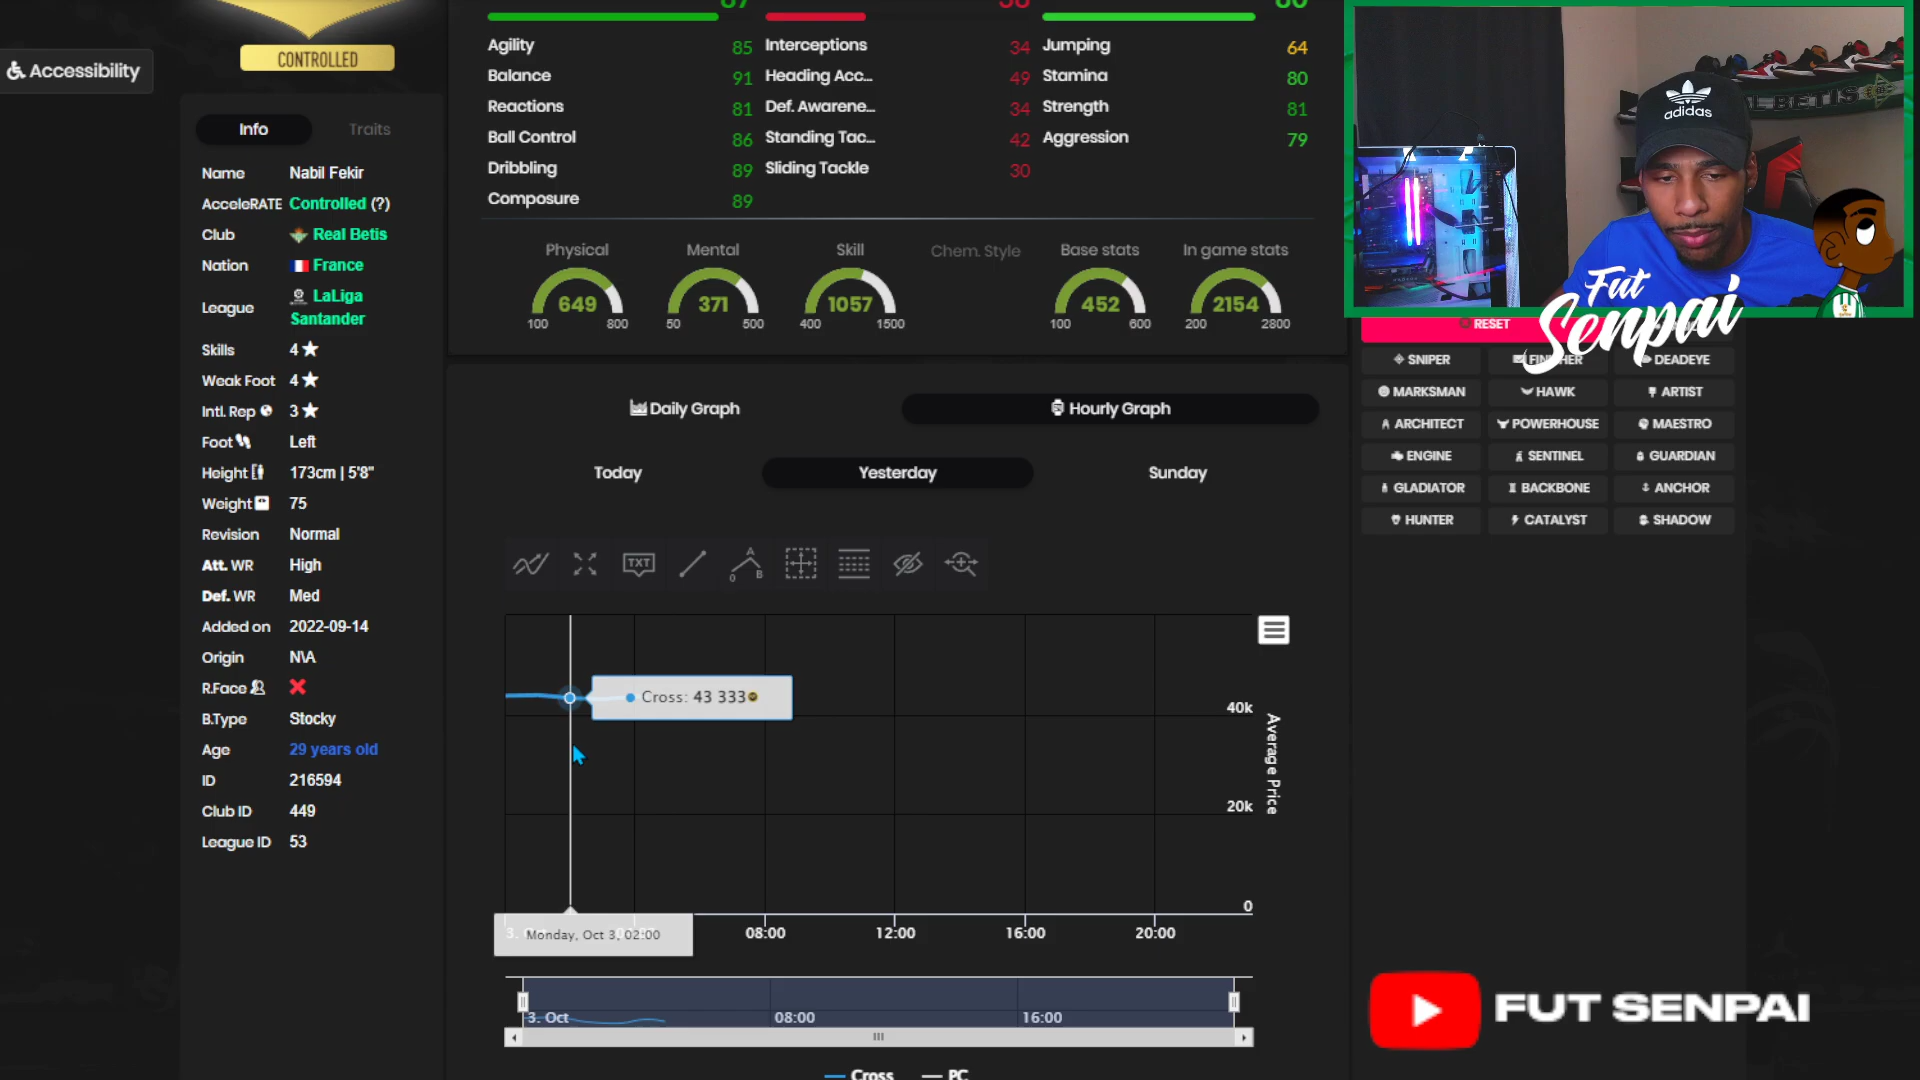 Accessibility
CONTROLLED
Info
Traits
Name Nabil Fekir
AcceleRATE Controlled (?)
Club Real Betis
Nation France
League LaLiga Santander
Skills 4
Weak Foot 4
Intl. Rep 3
Foot Left
Height 173cm | 5'8"
Weight 75
Revision Normal
Att. WR High
Def. WR Med
Added on 2022-09-14
Origin N\A
R.Face
B.Type Stocky
Age 29 years old
ID 216594
Club ID 449
League ID 53
Agility 85
Balance 91
Reactions 81
Ball Control 86
Dribbling 89
Composure 89
Interceptions 34
Heading Acc... 49
Def. Awarene... 34
Standing Tac... 42
Sliding Tackle 30
Jumping 64
Stamina 80
Strength 81
Aggression 79
Physical
649
100 800
Mental
371
50 500
Skill
1057
400 1500
Chem. Style
Base stats
452
100 600
In game stats
2154
200 2800
Daily Graph
Hourly Graph
Today
Yesterday
Sunday
TXT
A
0 B
Cross: 43 333
40k
20k
0
Average Price
Monday, Oct 3, 02:00
08:00
12:00
16:00
20:00
3. Oct
08:00
16:00
Cross
PC
adidas
Fut
Senpai
RESET
SNIPER
DEADEYE
MARKSMAN
HAWK
ARTIST
ARCHITECT
POWERHOUSE
MAESTRO
ENGINE
SENTINEL
GUARDIAN
GLADIATOR
BACKBONE
ANCHOR
HUNTER
CATALYST
SHADOW
FUT SENPAI